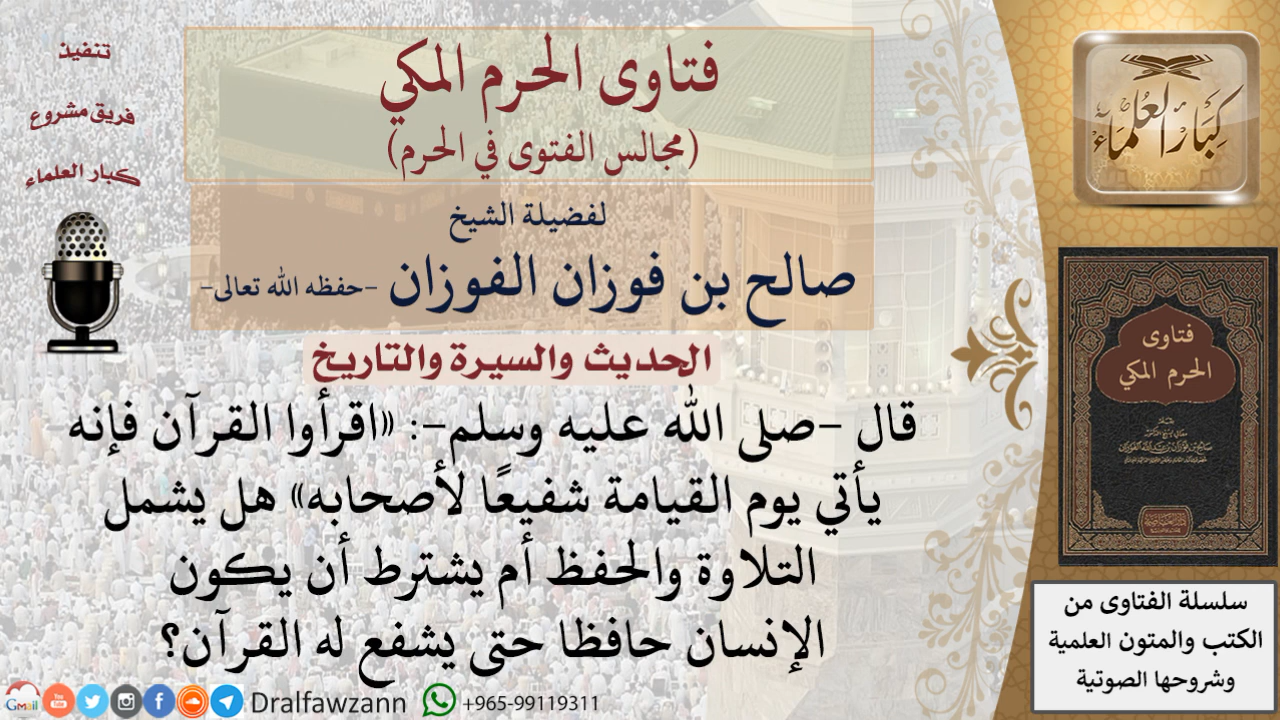 تنفيذ
فريق مشروع
كبار العلماء
فتاوى الحرم المكي
(مجالس الفتوى في الحرم)
لفضيلة الشيخ
صالح بن فوزان الفوزان -حفظه الله تعالى-
الحديث والسيرة والتاريخ
قال -صلى الله عليه وسلم-: «اقرأوا القرآن فإنه
يأتي يوم القيامة شفيعًا لأصحابه» هل يشمل
التلاوة والحفظ أم يشترط أن يكون
الإنسان حافظا حتى يشفع له القرآن؟
كبار العلماء
فتاوى
الحرم المكي
سلسلة الفتاوى من
الكتب والمتون العلمية
وشروحها الصوتية
Gmail
You Tube
Dralfawzann
+965-99119311